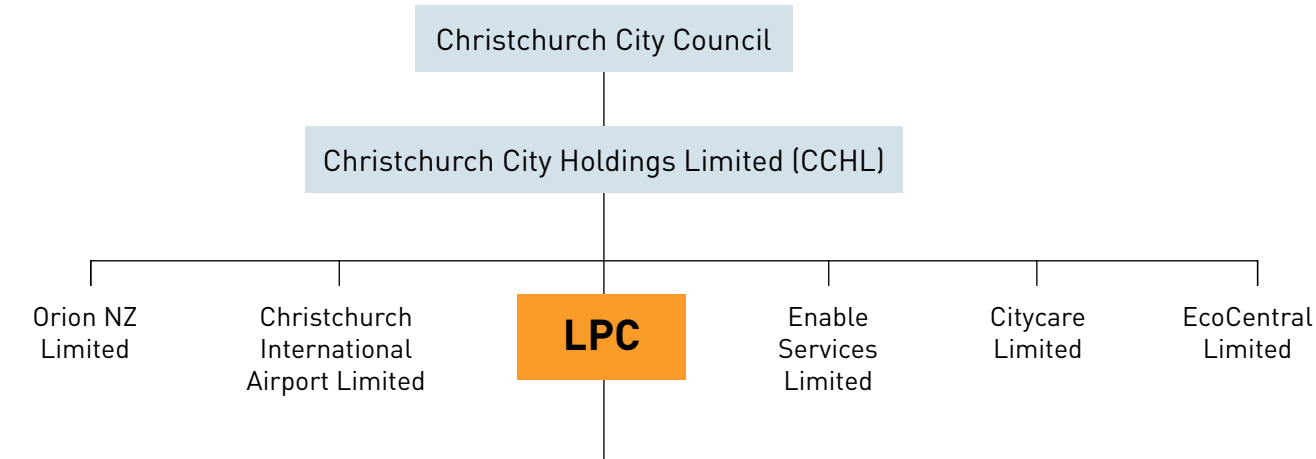 Christchurch City Council
Christchurch City Holdings Limited (CCHL)
Orion NZ
Limited
Christchurch
International
Airport Limited
LPC
Enable
Services
Limited
Citycare
Limited
EcoCentral
Limited